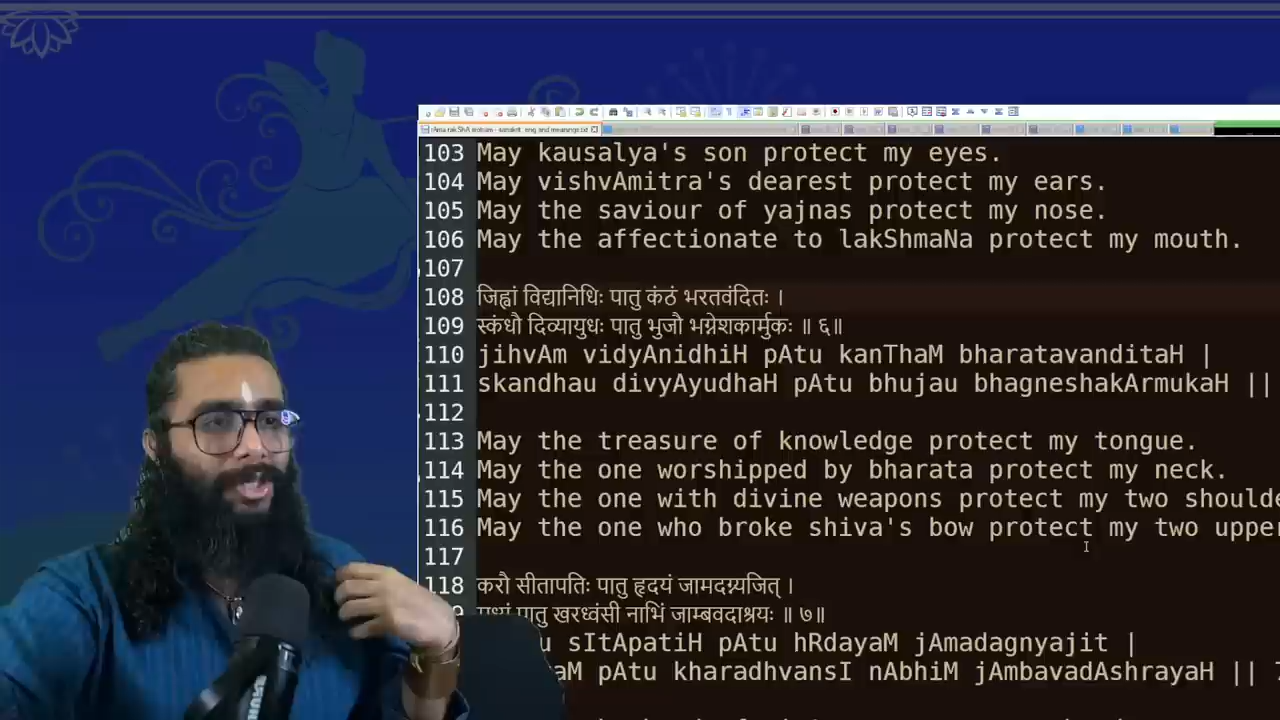 103 May kausalya's son protect my eyes.
104 May vishvAmitra's dearest protect my ears.
105 May the saviour of yajnas protect my nose.
106 May the affectionate to lakShmaNa protect my mouth.
107
108 जिह्वां विद्यानिधिः पातु कंठं भरतवंदितः ।
109 स्कंधौ दिव्यायुधः पातु भुजौ भग्नेशकार्मुकः ॥ ६॥
110 jihvAm vidyAnidhiH pAtu kanThaM bharatavanditaH |
111 skandhau divyAyudhaH pAtu bhujau bhagneshakArmukaH ||
112
113 May the treasure of knowledge protect my tongue.
114 May the one worshipped by bharata protect my neck.
115 May the one with divine weapons protect my two shoulde
116 May the one who broke shiva's bow protect my two upper
117
118 करौ सीतापतिः पातु हृदयं जामदग्न्यजित् ।
पातु खरध्वंसी नाभिं जाम्बवदाश्रयः ॥ ७॥
sItApatiH pAtu hRdayaM jAmadagnyajit |
pAtu kharadhvansI nAbhiM jAmbavadAshrayaH ||